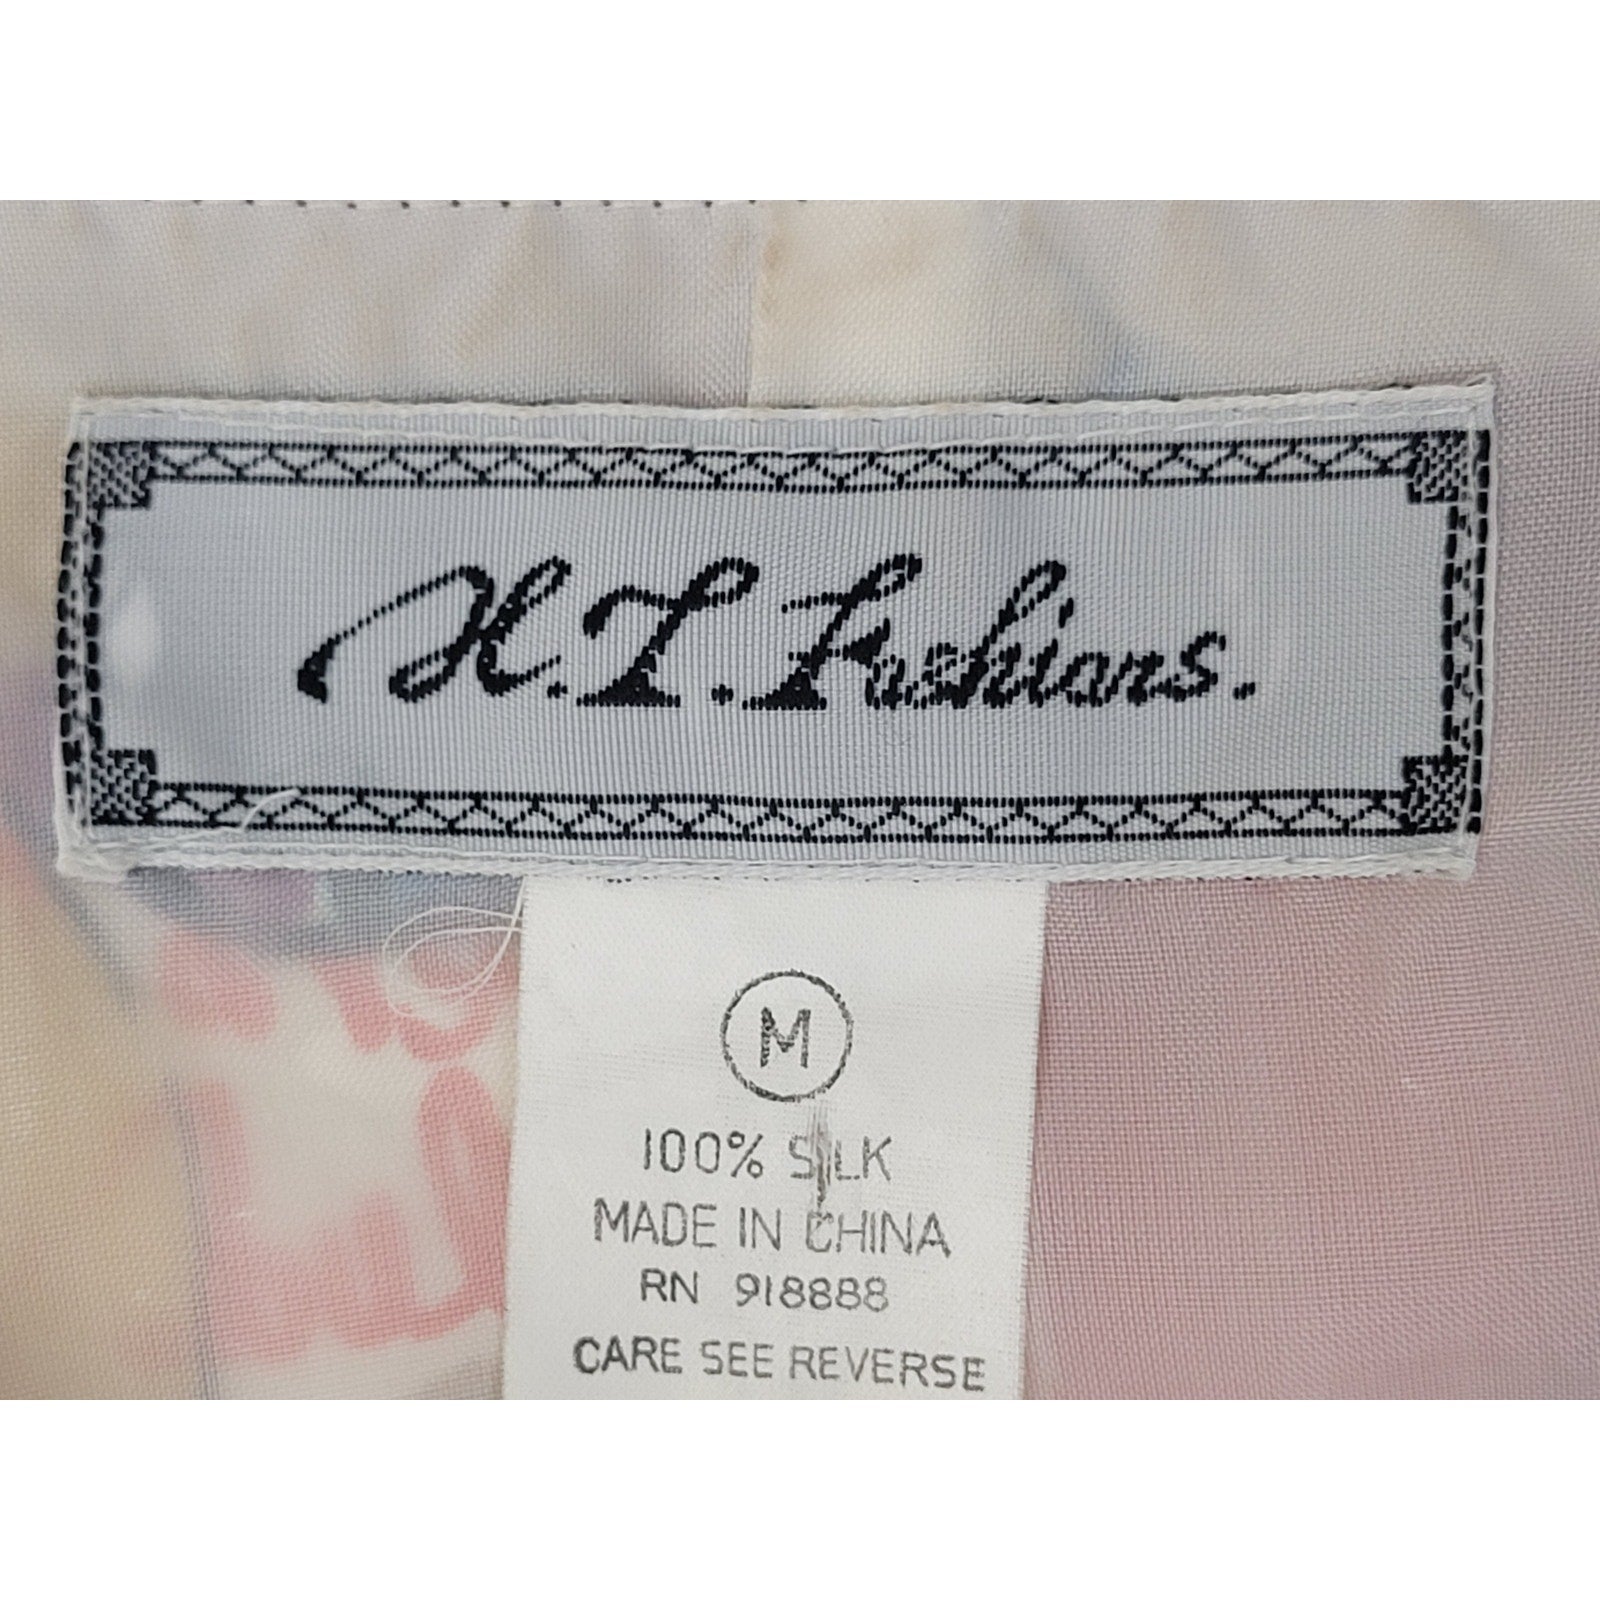 H.T. Fashions.
M
100% SILK
MADE IN CHINA
RN 918888
CARE SEE REVERSE